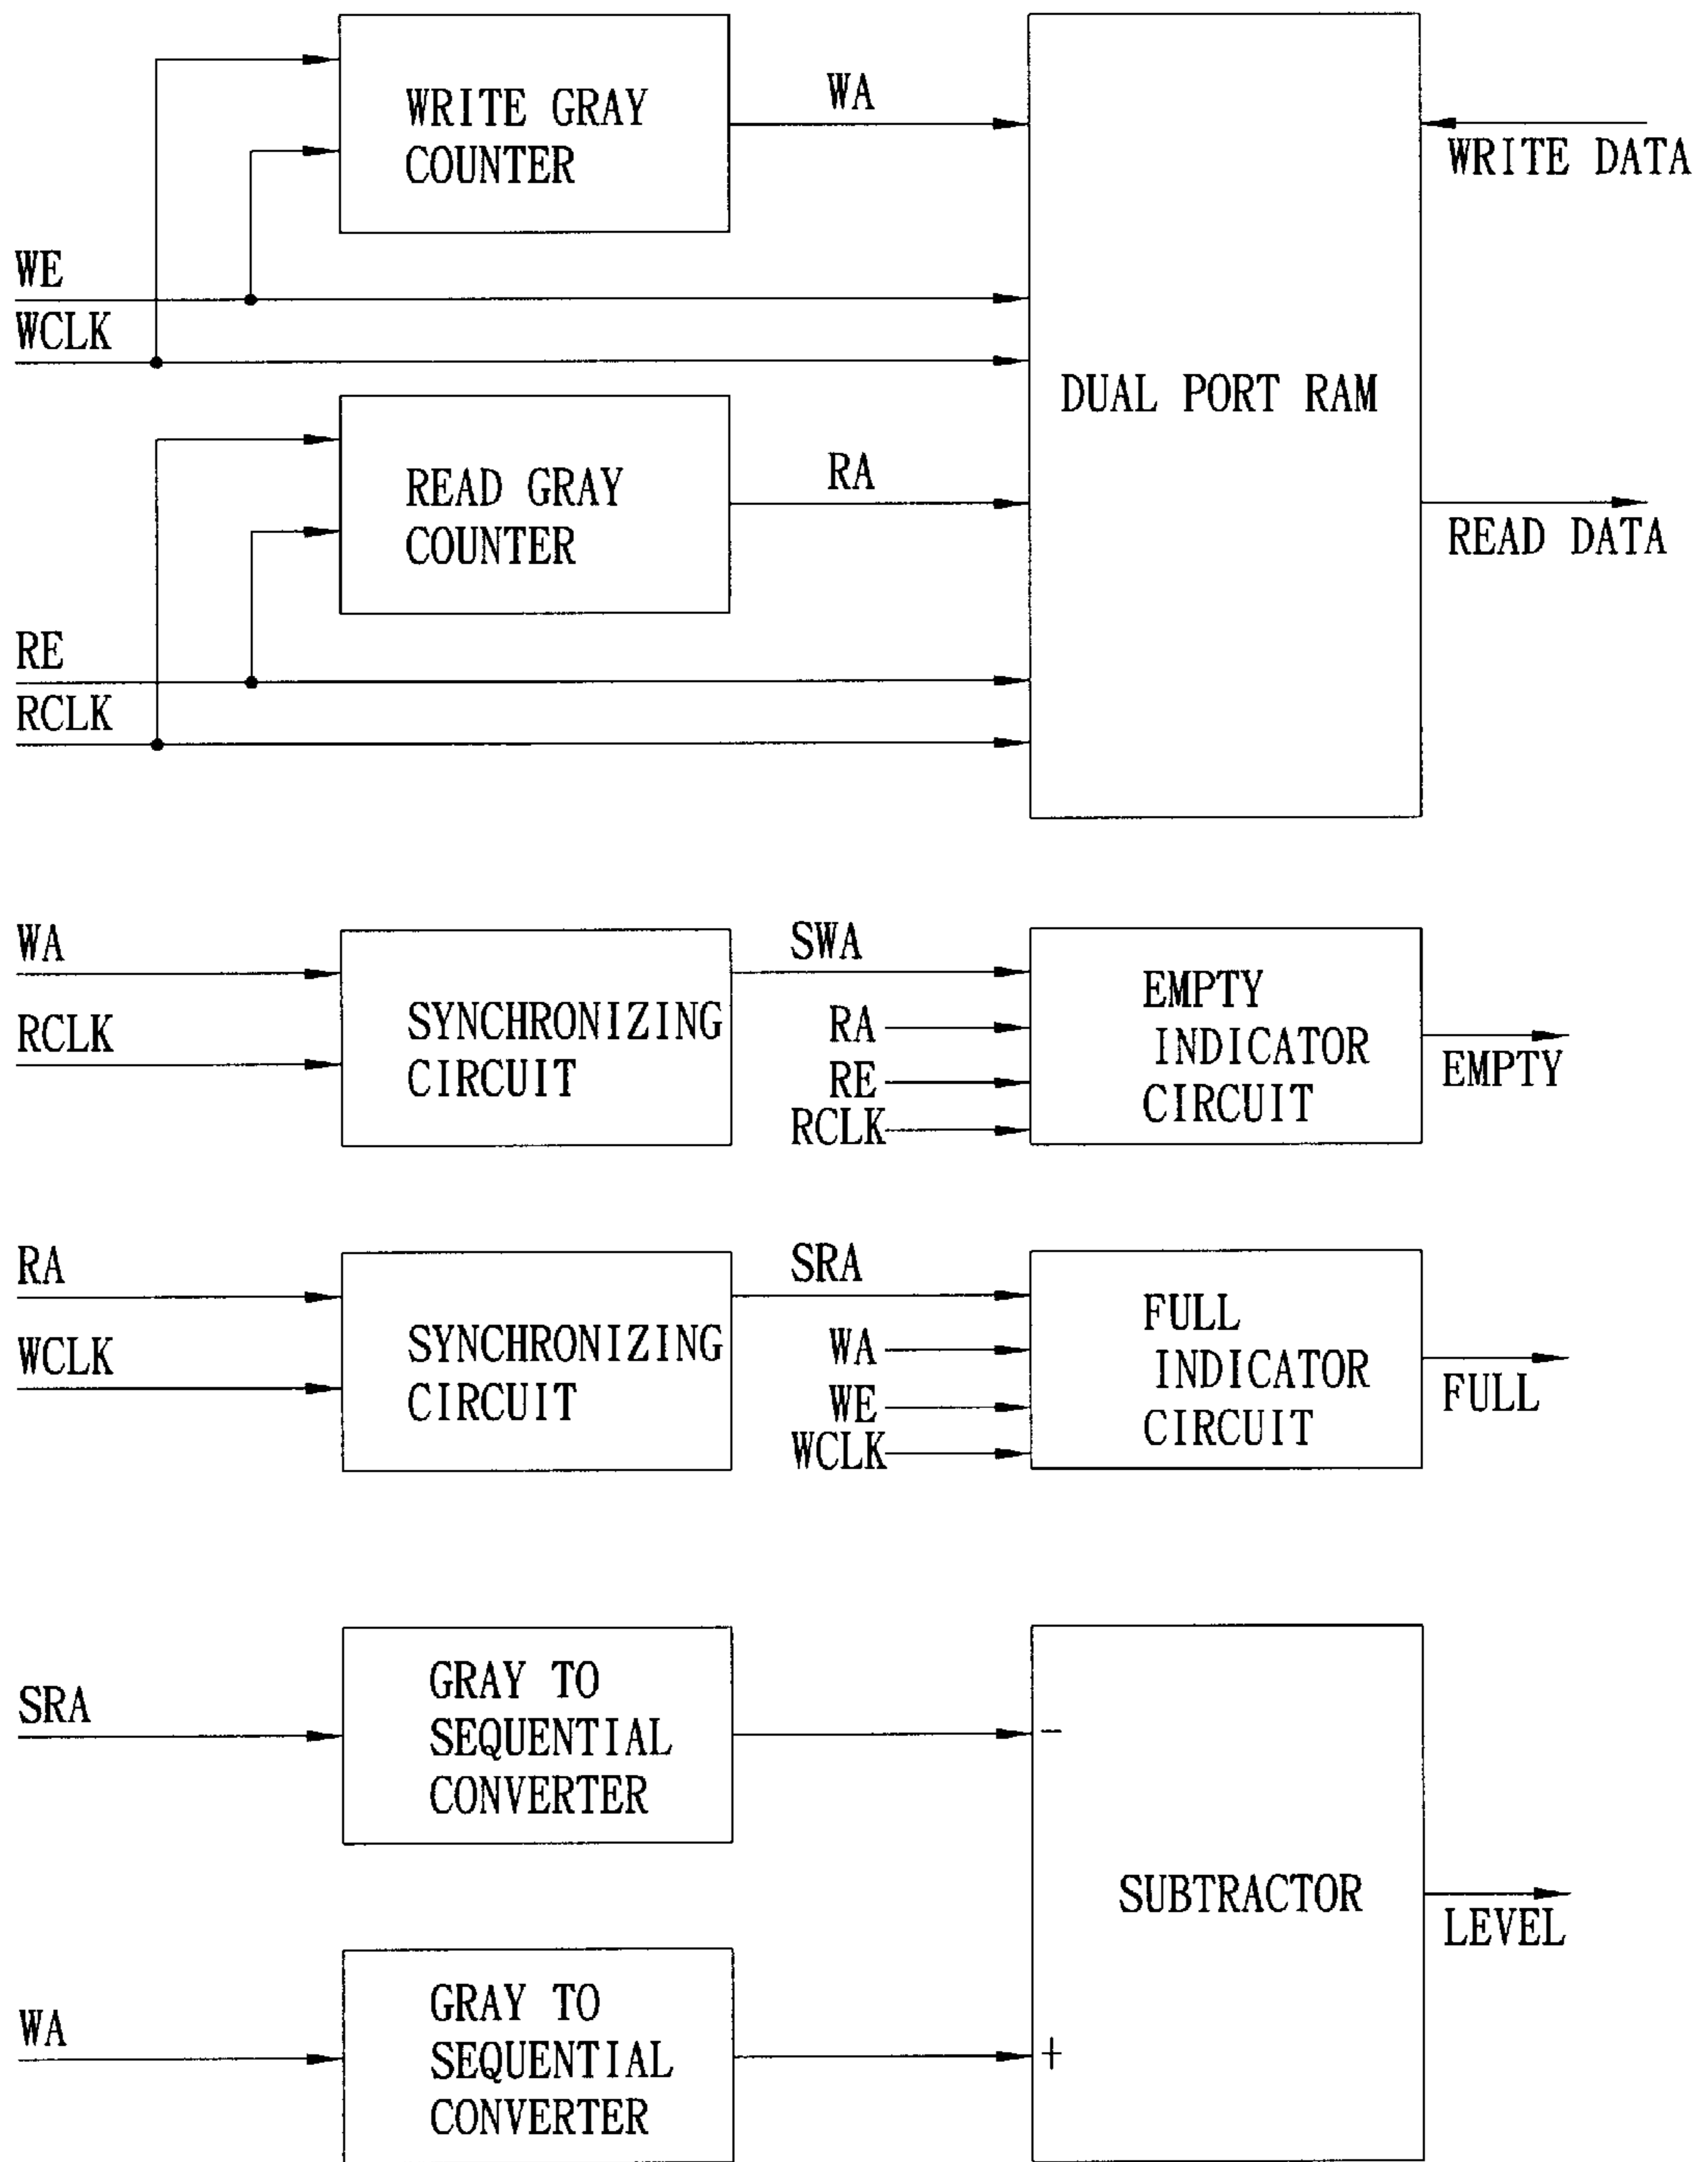 WRITE GRAY
COUNTER
WA
WRITE DATA
WE
WCLK
DUAL PORT RAM
READ GRAY
COUNTER
RA
READ DATA
RE
RCLK
WA
RCLK
SYNCHRONIZING
CIRCUIT
SWA
RA
RE
RCLK
EMPTY
INDICATOR
CIRCUIT
EMPTY
RA
WCLK
SYNCHRONIZING
CIRCUIT
SRA
WA
WE
WCLK
FULL
INDICATOR
CIRCUIT
FULL
SRA
GRAY TO
SEQUENTIAL
CONVERTER
−
SUBTRACTOR
LEVEL
WA
GRAY TO
SEQUENTIAL
CONVERTER
+